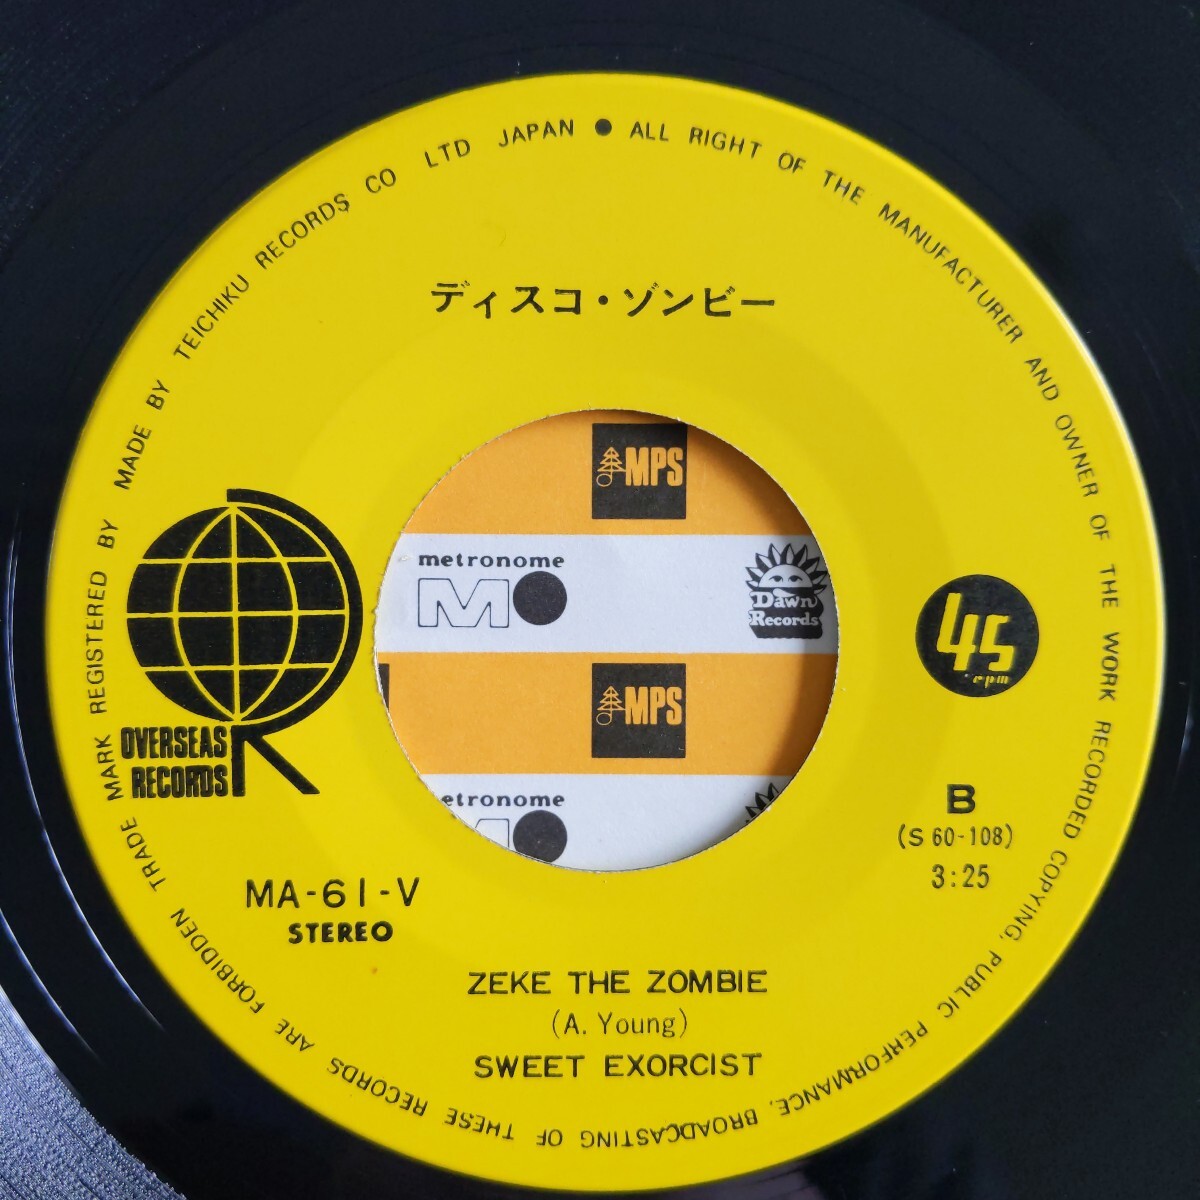 TRADE MARK REGISTERED BY MADE BY TEICHIKU RECORDS CO LTD JAPAN ● ALL RIGHT OF THE MANUFACTURER AND OWNER OF THE WORK RECORDED COPYING, PUBLIC PERFORMANCE, BROADCASTING OF THESE RECORDS ARE FORBIDDEN
ディスコ・ゾンビー
MPS
metronome
Dawn
Records
MPS
etronome
OVERSEAS
RECORDS
45
rpm
B
(S 60-108)
3:25
MA-61-V
STEREO
ZEKE THE ZOMBIE
(A. Young)
SWEET EXORCIST